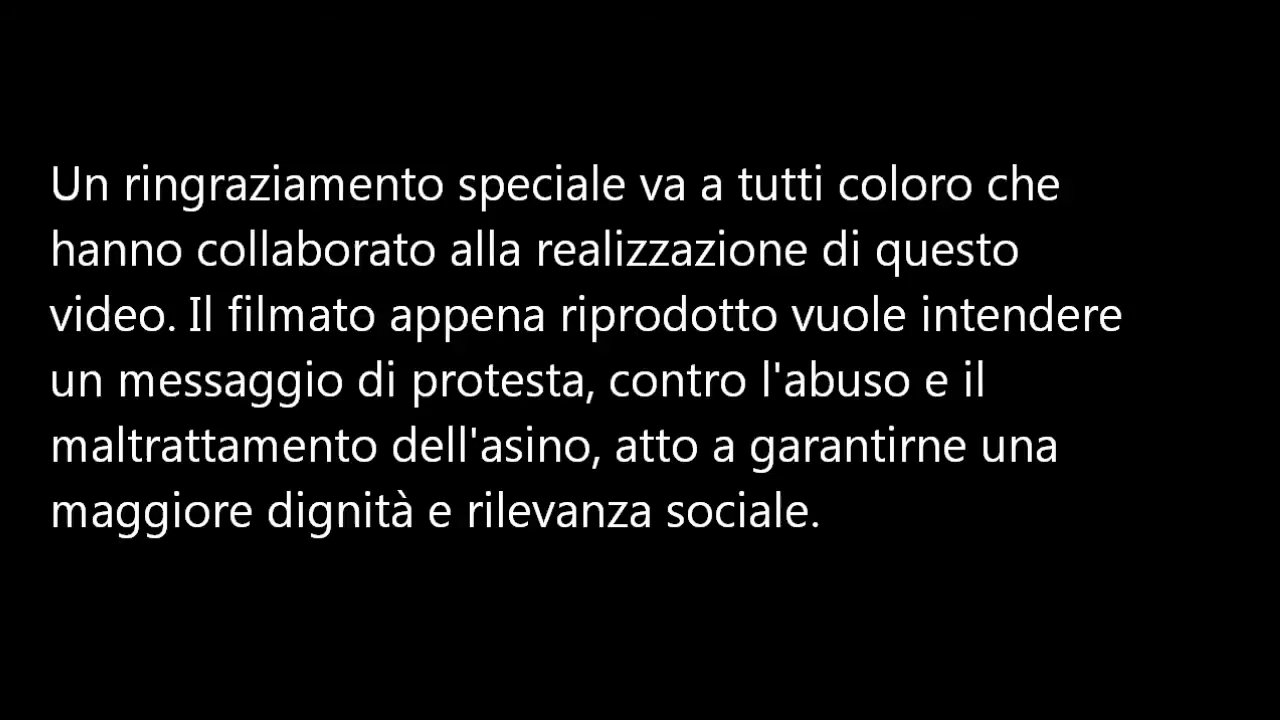 Un ringraziamento speciale va a tutti coloro che
hanno collaborato alla realizzazione di questo
video. Il filmato appena riprodotto vuole intendere
un messaggio di protesta, contro l'abuso e il
maltrattamento dell'asino, atto a garantirne una
maggiore dignità e rilevanza sociale.